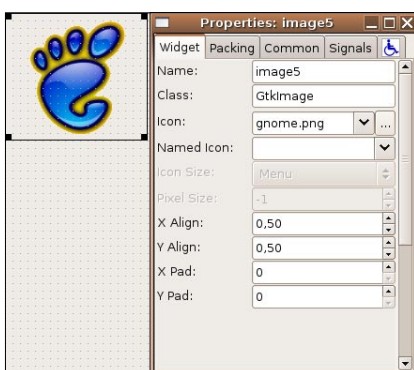 Properties: image5
Widget Packing Common Signals
Name: image5
Class: GtkImage
Icon: gnome.png ...
Named Icon:
Icon Size: Menu
Pixel Size: -1
X Align: 0,50
Y Align: 0,50
X Pad: 0
Y Pad: 0